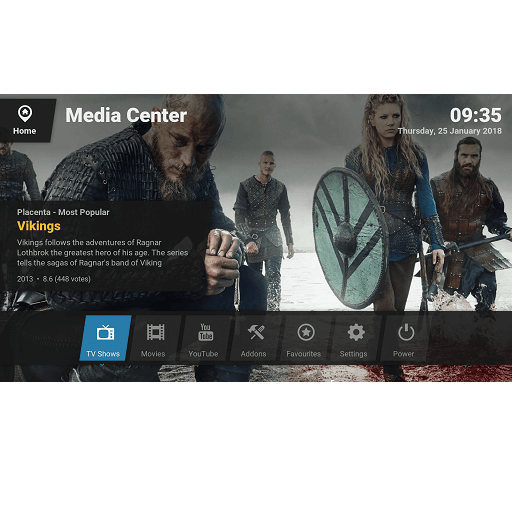 Home
Media Center
09:35
Thursday, 25 January 2018
Placenta - Most Popular
Vikings
Vikings follows the adventures of Ragnar
Lothbrok the greatest hero of his age. The series
tells the sagas of Ragnar's band of Viking
2013 • 8.6 (448 votes)
You
Tube
TV Shows
Movies
YouTube
Addons
Favourites
Settings
Power